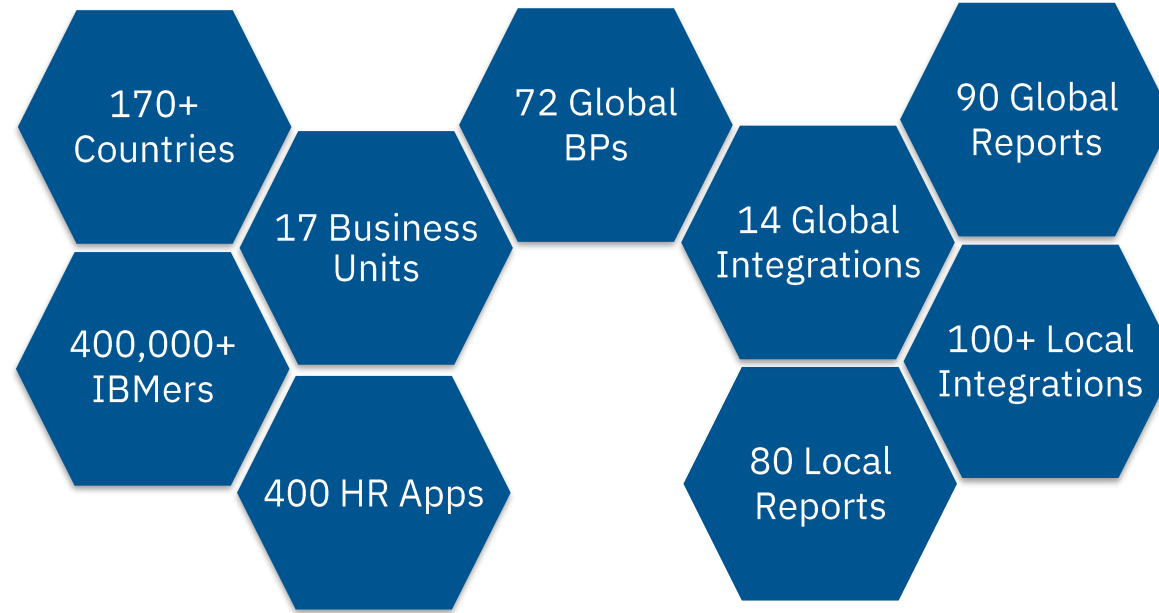 170+
Countries
72 Global
BPs
90 Global
Reports
17 Business
Units
14 Global
Integrations
400,000+
IBMers
100+ Local
Integrations
400 HR Apps
80 Local
Reports